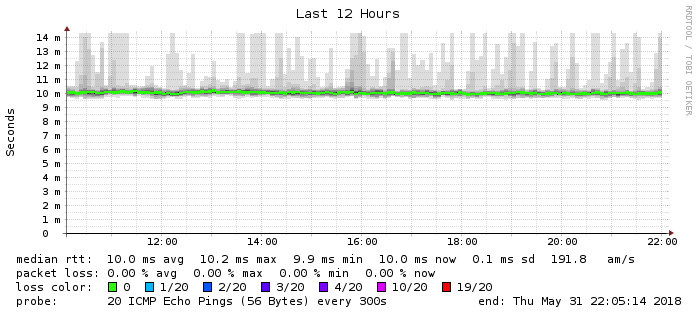 Last 12 Hours
RRDTOOL / TOBI OETIKER
Seconds
14 m
13 m
12 m
11 m
10 m
9 m
8 m
7 m
6 m
5 m
4 m
3 m
2 m
1 m
0
12:00 14:00 16:00 18:00 20:00 22:00
median rtt: 10.0 ms avg 10.2 ms max 9.9 ms min 10.0 ms now 0.1 ms sd 191.8 am/s
packet loss: 0.00 % avg 0.00 % max 0.00 % min 0.00 % now
loss color: 0 1/20 2/20 3/20 4/20 10/20 19/20
probe: 20 ICMP Echo Pings (56 Bytes) every 300s end: Thu May 31 22:05:14 2018